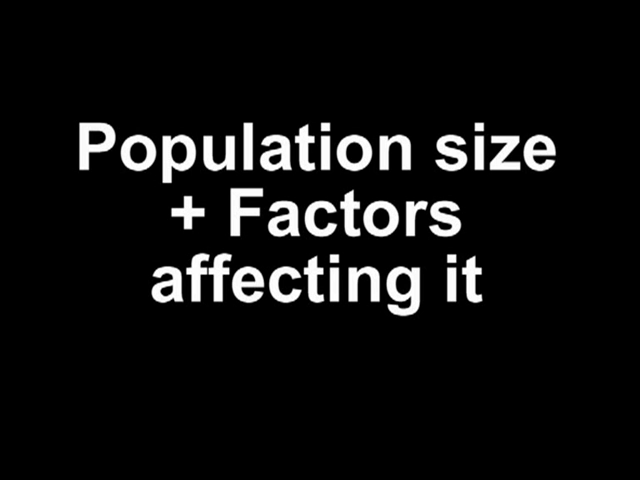 Population size
+ Factors
affecting it